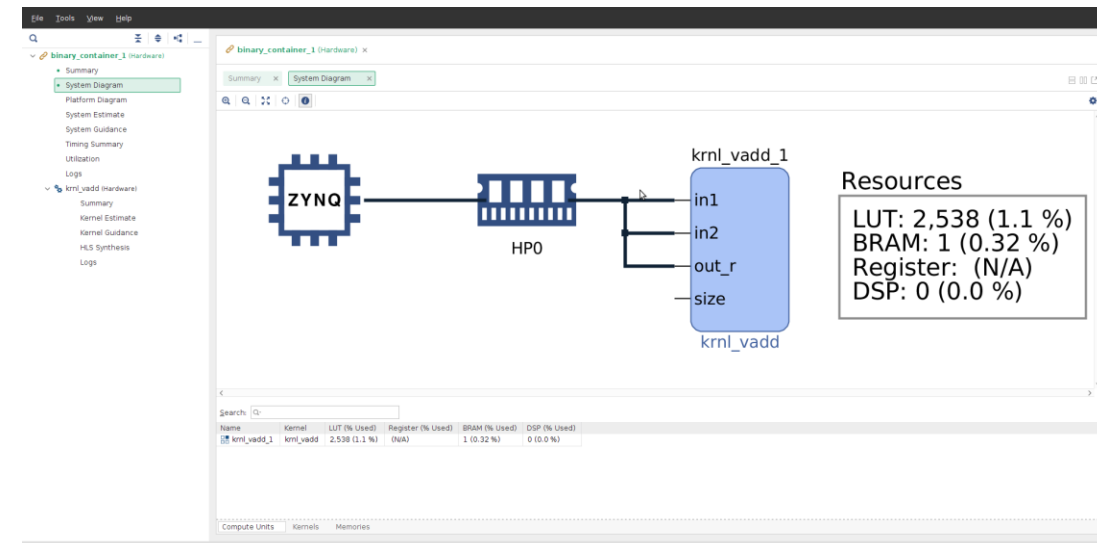 File Tools View Help
binary_container_1 (Hardware)
Summary
System Diagram
Platform Diagram
System Estimate
System Guidance
Timing Summary
Utilization
Logs
krnl_vadd (Hardware)
Summary
Kernel Estimate
Kernel Guidance
HLS Synthesis
Logs
binary_container_1 (Hardware) ×
Summary × System Diagram ×
ZYNQ
HP0
krnl_vadd_1
in1
in2
out_r
size
krnl_vadd
Resources
LUT: 2,538 (1.1 %)
BRAM: 1 (0.32 %)
Register: (N/A)
DSP: 0 (0.0 %)
Search:
Name Kernel LUT (% Used) Register (% Used) BRAM (% Used) DSP (% Used)
krnl_vadd_1 krnl_vadd 2,538 (1.1 %) (N/A) 1 (0.32 %) 0 (0.0 %)
Compute Units Kernels Memories